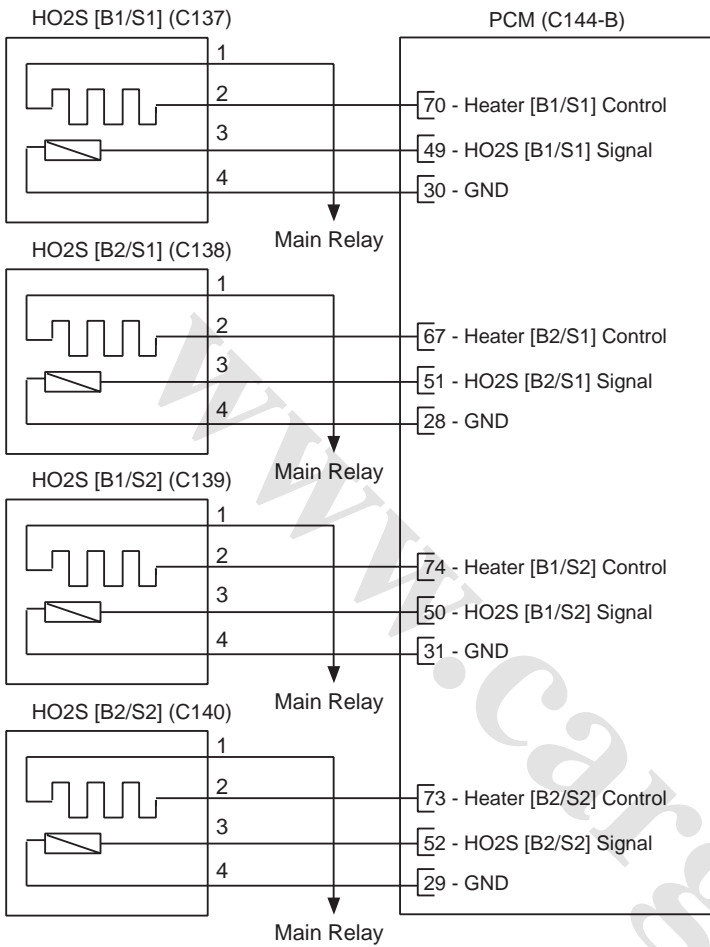 HO2S [B1/S1] (C137)
PCM (C144-B)
1
2
70 - Heater [B1/S1] Control
3
49 - HO2S [B1/S1] Signal
4
30 - GND
Main Relay
HO2S [B2/S1] (C138)
1
2
67 - Heater [B2/S1] Control
3
51 - HO2S [B2/S1] Signal
4
28 - GND
Main Relay
HO2S [B1/S2] (C139)
1
2
74 - Heater [B1/S2] Control
3
50 - HO2S [B1/S2] Signal
4
31 - GND
Main Relay
HO2S [B2/S2] (C140)
1
2
73 - Heater [B2/S2] Control
3
52 - HO2S [B2/S2] Signal
4
29 - GND
Main Relay